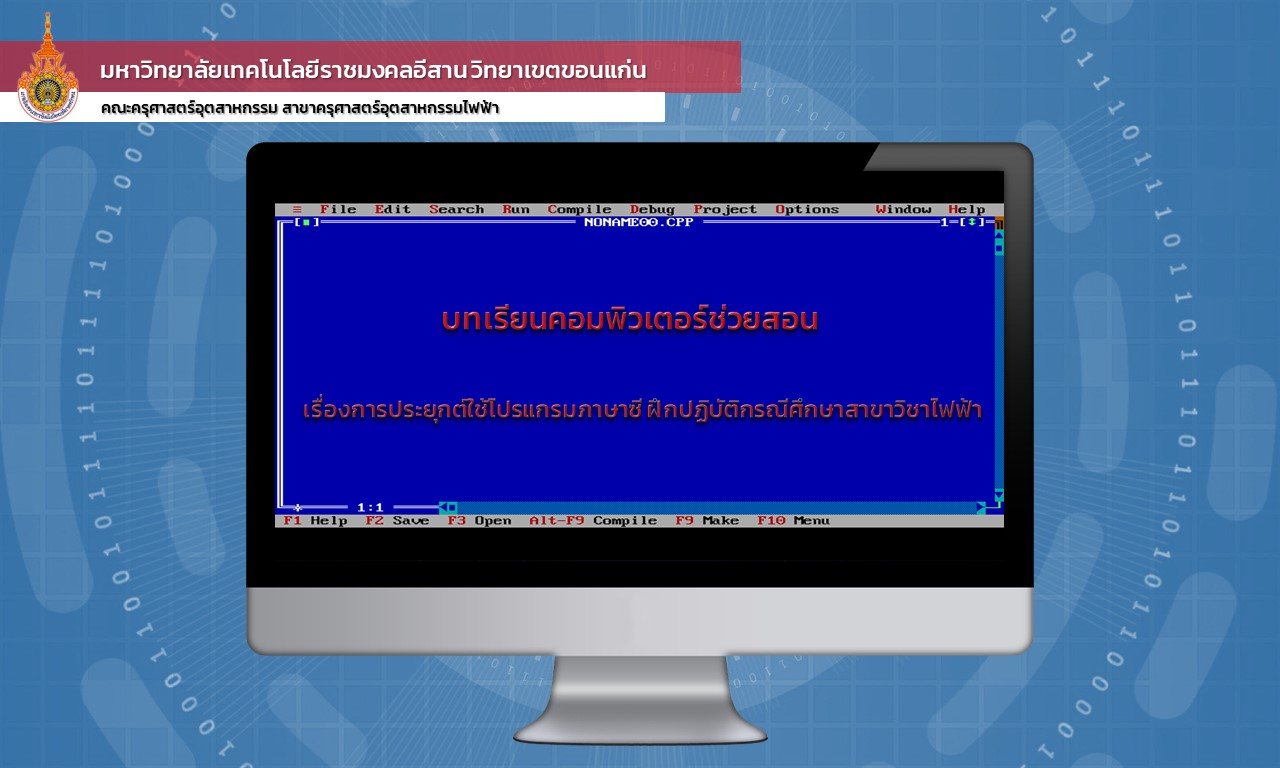 มหาวิทยาลัยเทคโนโลยีราชมงคลอีสาน วิทยาเขตขอนแก่น
คณะครุศาสตร์อุตสาหกรรม สาขาครุศาสตร์อุตสาหกรรมไฟฟ้า
≡ File Edit Search Run Compile Debug Project Options Window Help
[■] NONAME00.CPP 1=[↕]
บทเรียนคอมพิวเตอร์ช่วยสอน
เรื่องการประยุกต์ใช้โปรแกรมภาษาซี ฝึกปฏิบัติกรณีศึกษาสาขาวิชาไฟฟ้า
1:1
F1 Help F2 Save F3 Open Alt-F9 Compile F9 Make F10 Menu